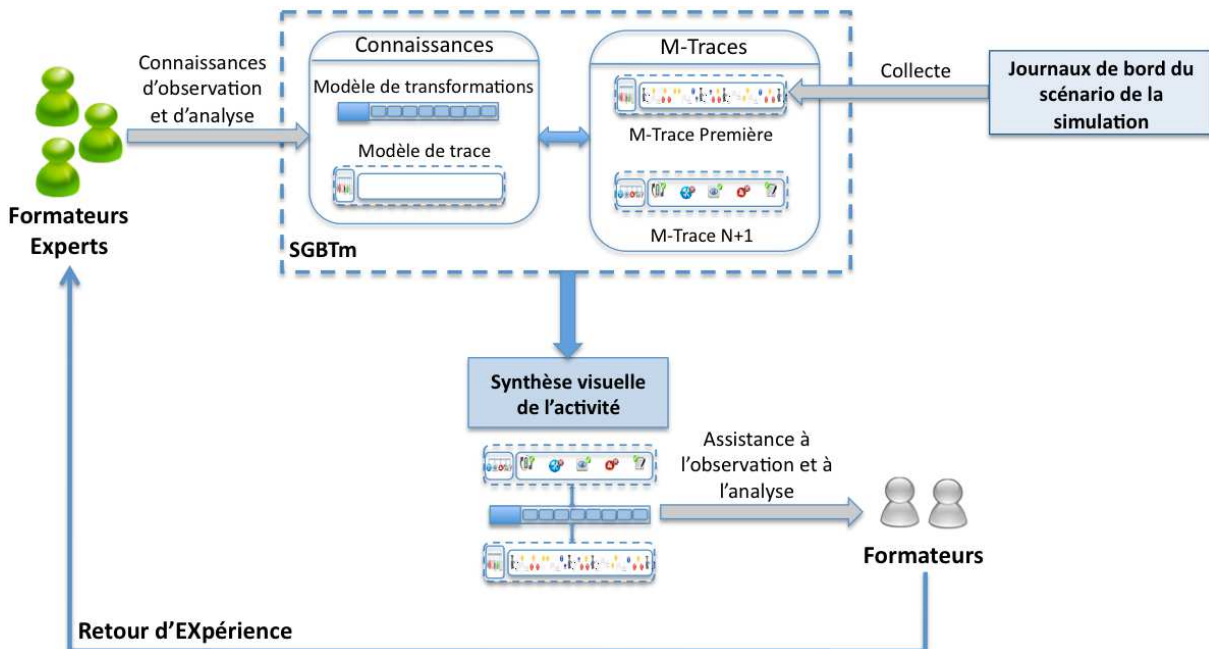 Connaissances
d'observation
et d'analyse
Formateurs
Experts
Connaissances
Modèle de transformations
Modèle de trace
SGBTm
M-Traces
M-Trace Première
M-Trace N+1
Collecte
Journaux de bord du
scénario de la
simulation
Synthèse visuelle
de l'activité
Assistance à
l'observation et à
l'analyse
Formateurs
Retour d'EXpérience